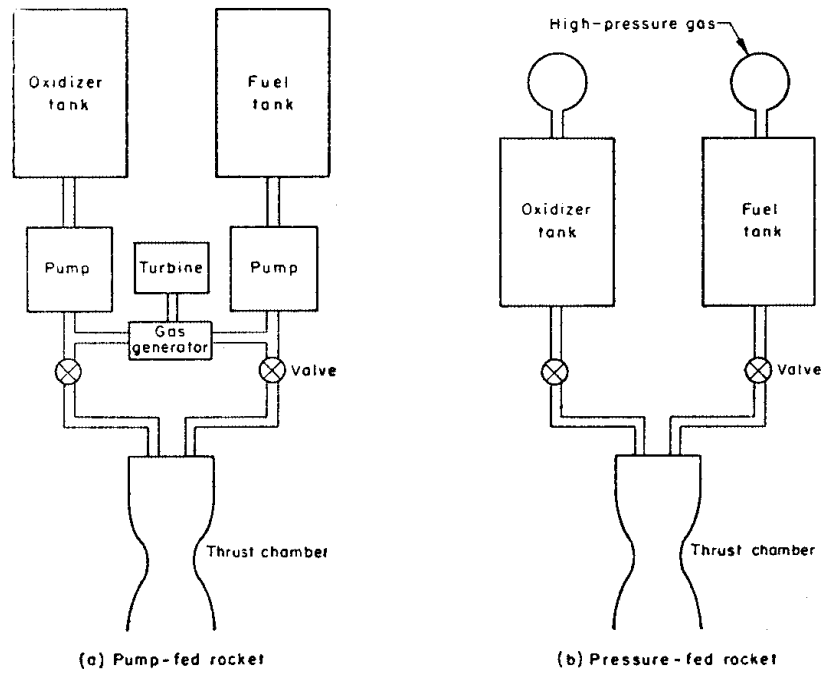 Oxidizer
tank
Fuel
tank
Pump
Turbine
Pump
Gas
generator
Valve
Thrust chamber
(a) Pump-fed rocket
High-pressure gas
Oxidizer
tank
Fuel
tank
Valve
Thrust chamber
(b) Pressure-fed rocket